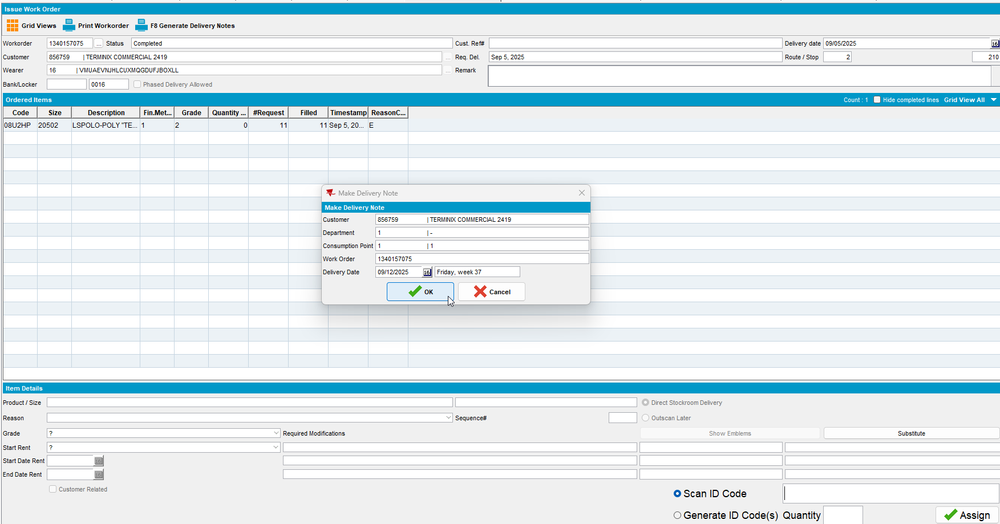 Issue Work Order
Grid Views Print Workorder F8 Generate Delivery Notes
Workorder 1340157075 ... Status Completed Cust. Ref# Delivery date 09/05/2025 16
Customer 856759 | TERMINIX COMMERCIAL 2419 ... Req. Del. Sep 5, 2025 Route / Stop 2 210
Wearer 16 | VMUAEVNJHLCUXMQGDUFJBOXLL ... Remark
Bank/Locker 0016 Phased Delivery Allowed
Ordered Items Count : 1 Hide completed lines Grid View All
Code Size Description Fin.Met... Grade Quantity ... #Request Filled Timestamp ReasonC...
08U2HP 20502 LSPOLO-POLY "TE... 1 2 0 11 11 Sep 5, 20... E
Make Delivery Note
Make Delivery Note
Customer 856759 | TERMINIX COMMERCIAL 2419
Department 1 | -
Consumption Point 1 | 1
Work Order 1340157075
Delivery Date 09/12/2025 16 Friday, week 37
OK Cancel
Item Details
Product / Size Direct Stockroom Delivery
Reason Sequence# Outscan Later
Grade ? Required Modifications Show Emblems Substitute
Start Rent ?
Start Date Rent 16
End Date Rent 16
Customer Related
Scan ID Code
Generate ID Code(s) Quantity Assign